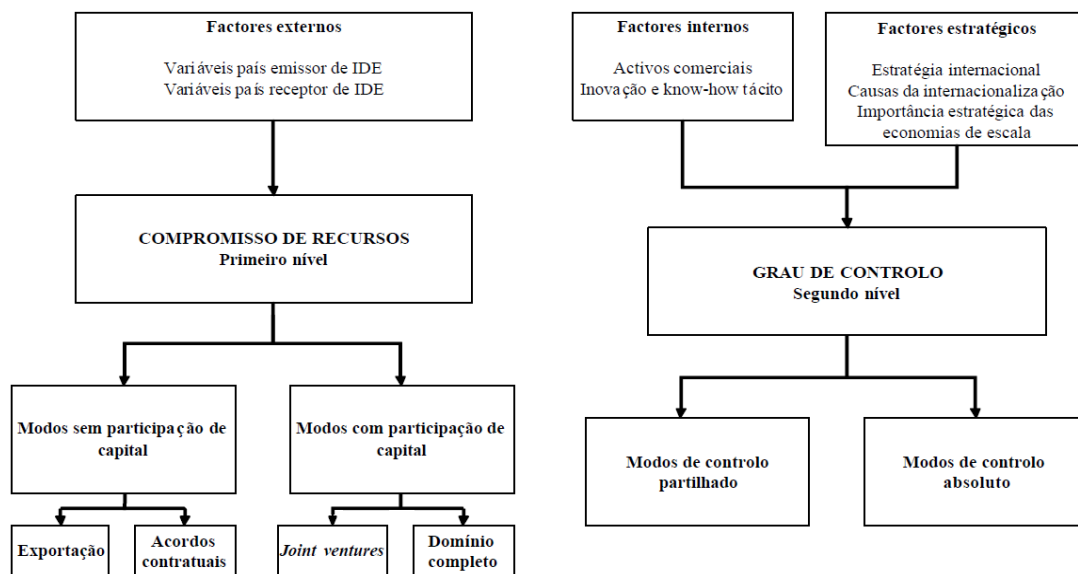 Factores externos
Variáveis país emissor de IDE
Variáveis país receptor de IDE
COMPROMISSO DE RECURSOS
Primeiro nível
Modos sem participação de
capital
Modos com participação de
capital
Exportação
Acordos
contratuais
Joint ventures
Domínio
completo
Factores internos
Activos comerciais
Inovação e know-how tácito
Factores estratégicos
Estratégia internacional
Causas da internacionalização
Importância estratégica das
economias de escala
GRAU DE CONTROLO
Segundo nível
Modos de controlo
partilhado
Modos de controlo
absoluto